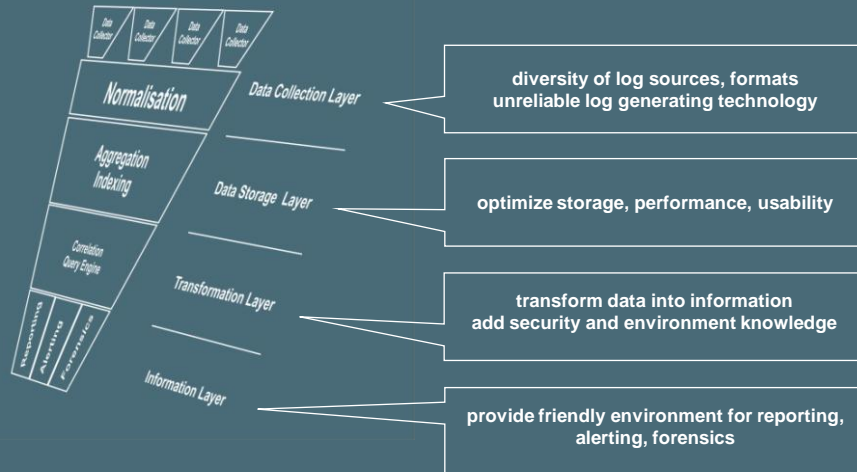 Data
Collector
Data
Collector
Data
Collector
Data
Collector
Normalisation
Data Collection Layer
diversity of log sources, formats
unreliable log generating technology
Aggregation
Indexing
Data Storage Layer
optimize storage, performance, usability
Correlation
Query Engine
Transformation Layer
transform data into information
add security and environment knowledge
Reporting
Alerting
Forensics
Information Layer
provide friendly environment for reporting,
alerting, forensics